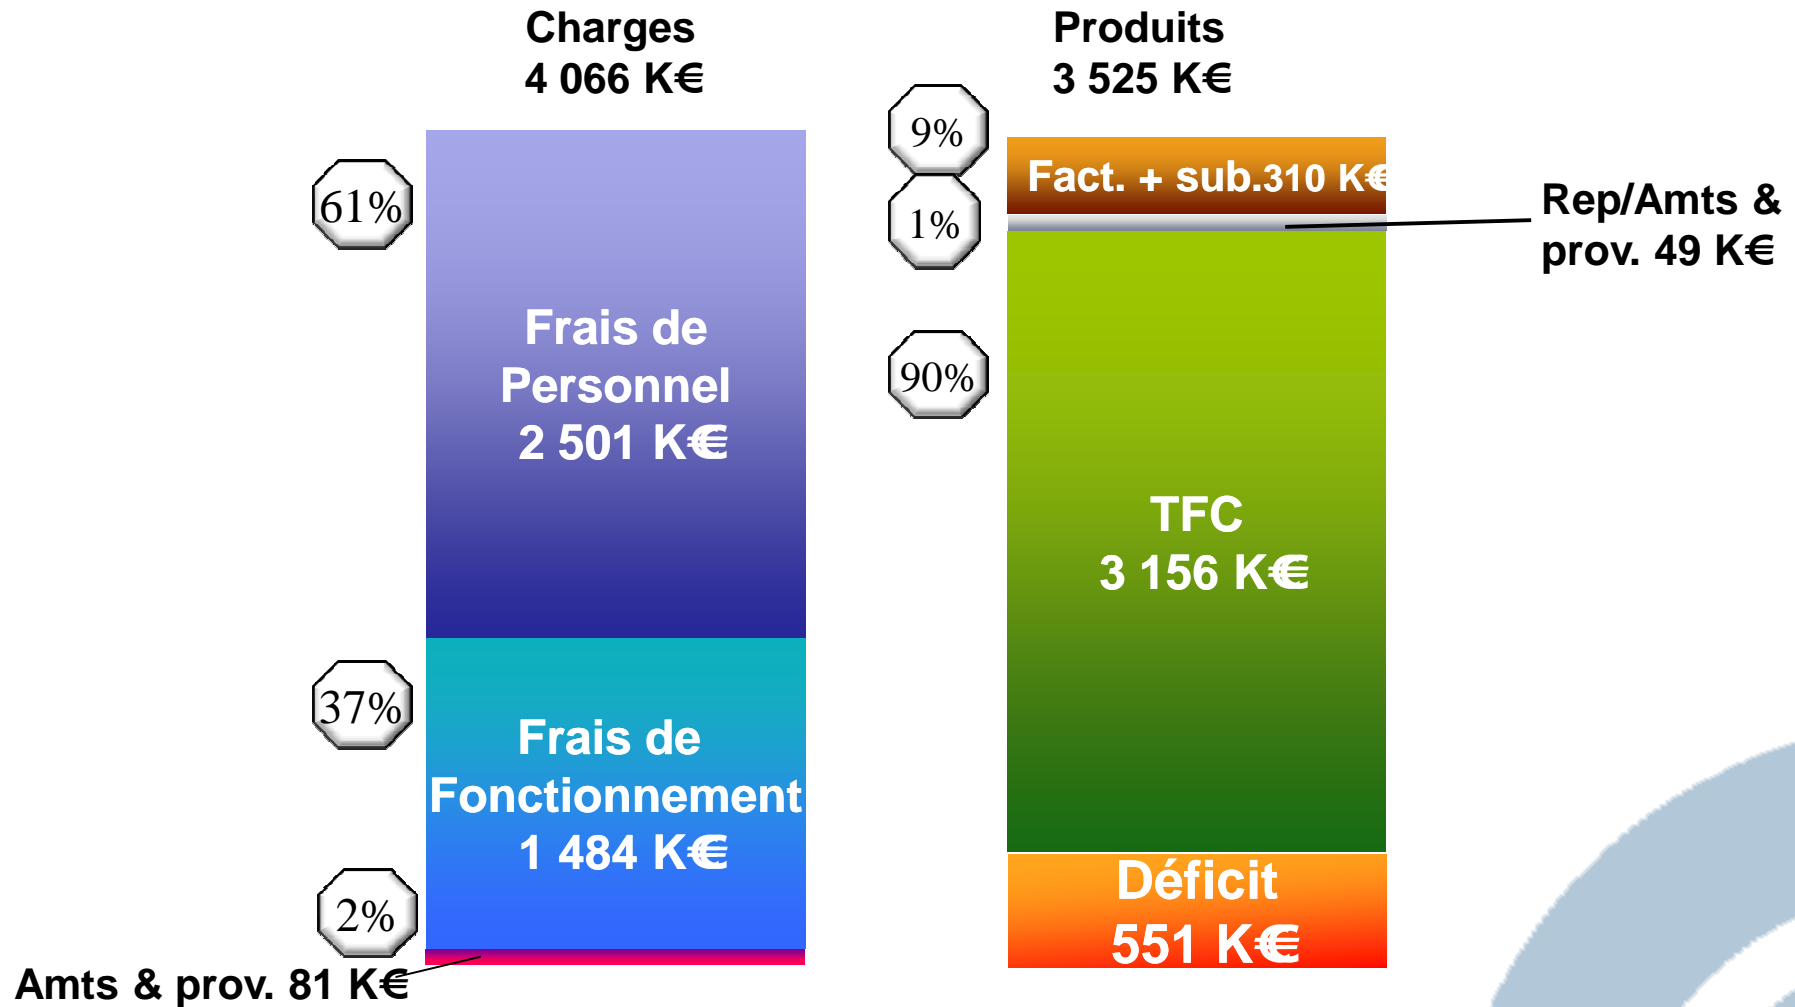 Charges
4 066 K€
61%
Frais de
Personnel
2 501 K€
37%
Frais de
Fonctionnement
1 484 K€
2%
Amts & prov. 81 K€
Produits
3 525 K€
9%
Fact. + sub.310 K€
1%
Rep/Amts &
prov. 49 K€
90%
TFC
3 156 K€
Déficit
551 K€